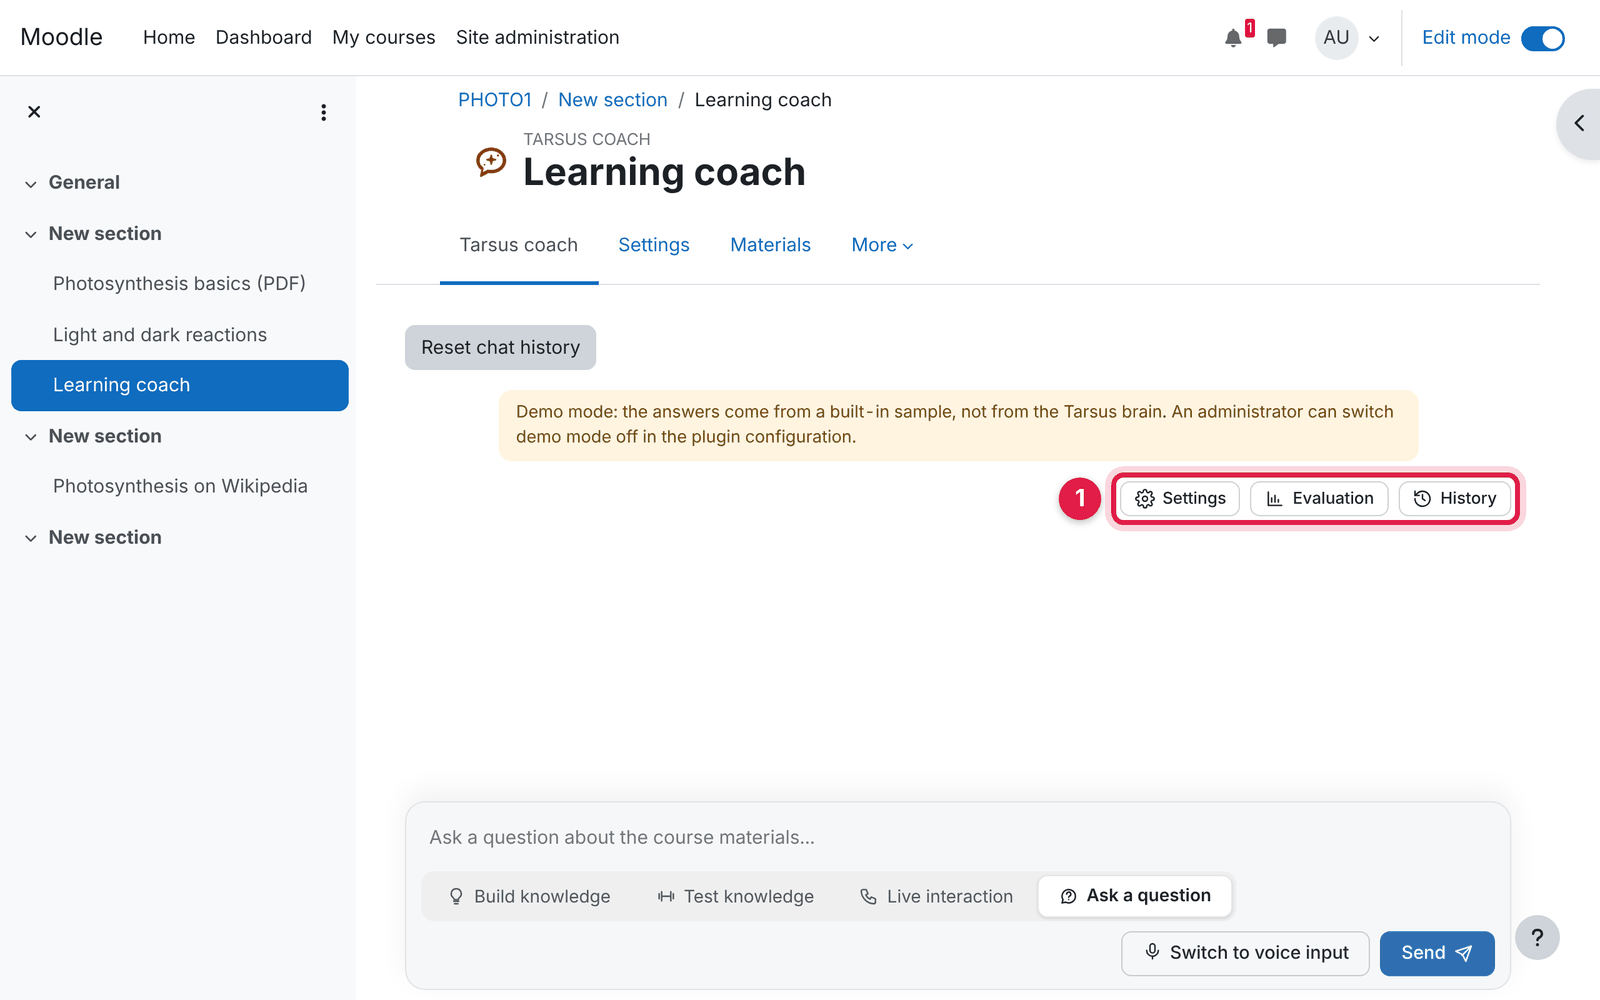 Moodle
Home
Dashboard
My courses
Site administration
1
AU
Edit mode
General
New section
Photosynthesis basics (PDF)
Light and dark reactions
Learning coach
New section
Photosynthesis on Wikipedia
New section
PHOTO1 / New section / Learning coach
TARSUS COACH
Learning coach
Tarsus coach
Settings
Materials
More
Reset chat history
Demo mode: the answers come from a built-in sample, not from the Tarsus brain. An administrator can switch
demo mode off in the plugin configuration.
1
Settings
Evaluation
History
Ask a question about the course materials...
Build knowledge
Test knowledge
Live interaction
Ask a question
Switch to voice input
Send
?